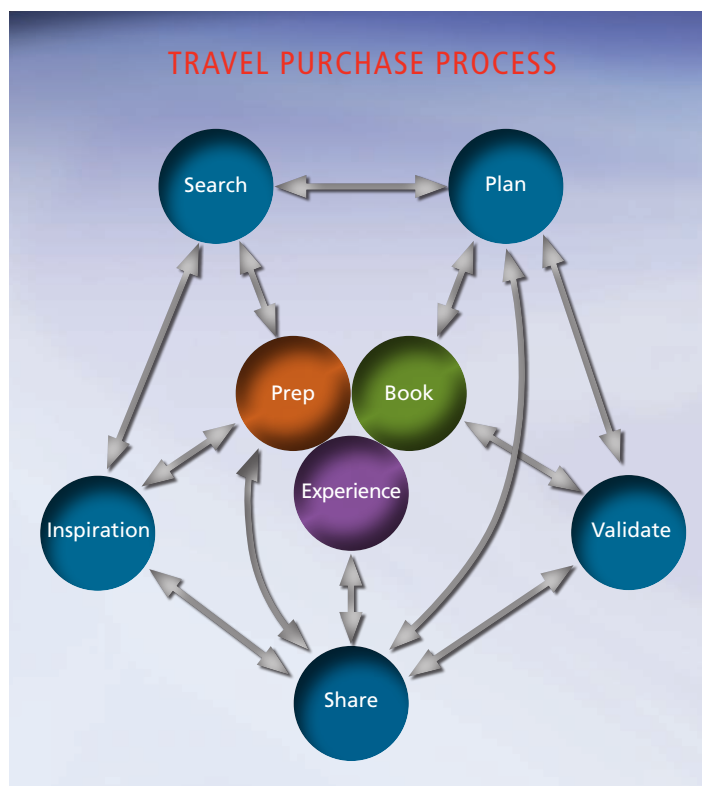 TRAVEL PURCHASE PROCESS
Search
Plan
Prep
Book
Experience
Inspiration
Validate
Share